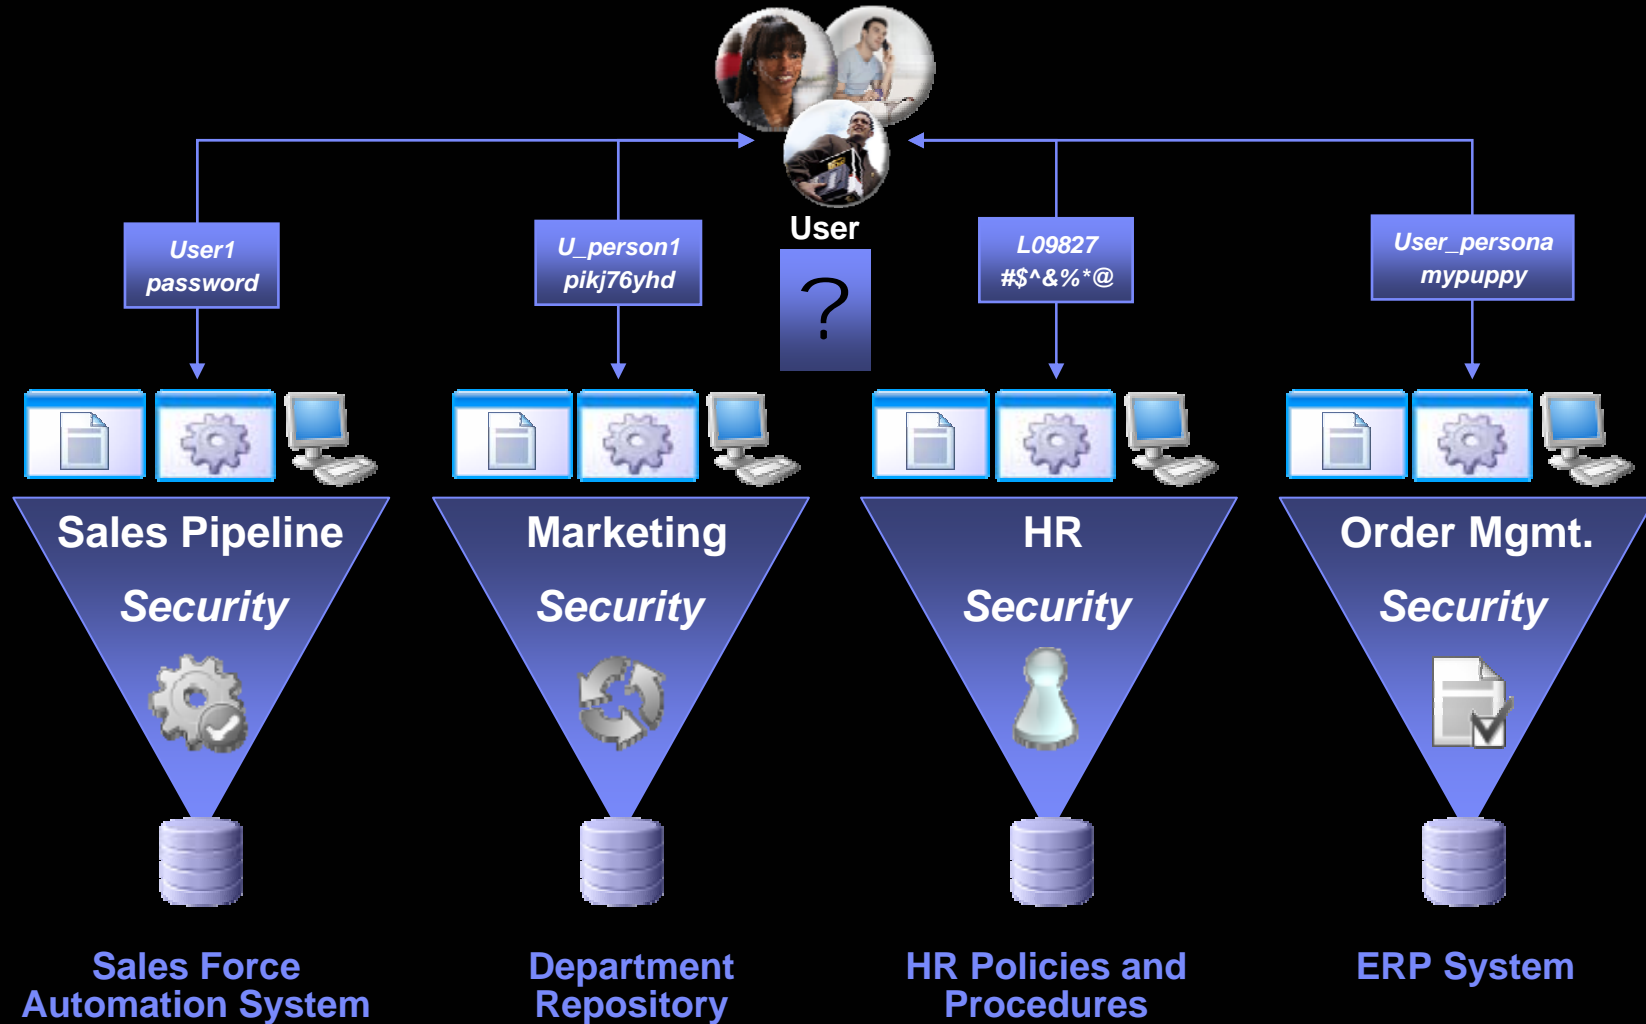 User
?
User1
password
U_person1
pikj76yhd
L09827
#$^&%*@
User_persona
mypuppy
Sales Pipeline
Security
Marketing
Security
HR
Security
Order Mgmt.
Security
Sales Force
Automation System
Department
Repository
HR Policies and
Procedures
ERP System